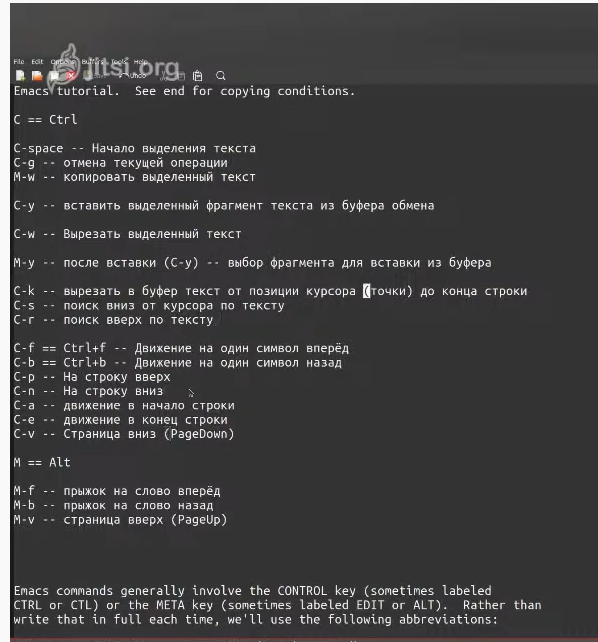 File Edit Options Buffers Tools Help
jitsi.org
Undo
Emacs tutorial. See end for copying conditions.
C == Ctrl
C-space -- Начало выделения текста
C-g -- отмена текущей операции
M-w -- копировать выделенный текст
C-y -- вставить выделенный фрагмент текста из буфера обмена
C-w -- Вырезать выделенный текст
M-y -- после вставки (C-y) -- выбор фрагмента для вставки из буфера
C-k -- вырезать в буфер текст от позиции курсора (точки) до конца строки
C-s -- поиск вниз от курсора по тексту
C-r -- поиск вверх по тексту
C-f == Ctrl+f -- Движение на один символ вперёд
C-b == Ctrl+b -- Движение на один символ назад
C-p -- На строку вверх
C-n -- На строку вниз
C-a -- движение в начало строки
C-e -- движение в конец строки
C-v -- Страница вниз (PageDown)
M == Alt
M-f -- прыжок на слово вперёд
M-b -- прыжок на слово назад
M-v -- страница вверх (PageUp)
Emacs commands generally involve the CONTROL key (sometimes labeled
CTRL or CTL) or the META key (sometimes labeled EDIT or ALT). Rather than
write that in full each time, we'll use the following abbreviations: